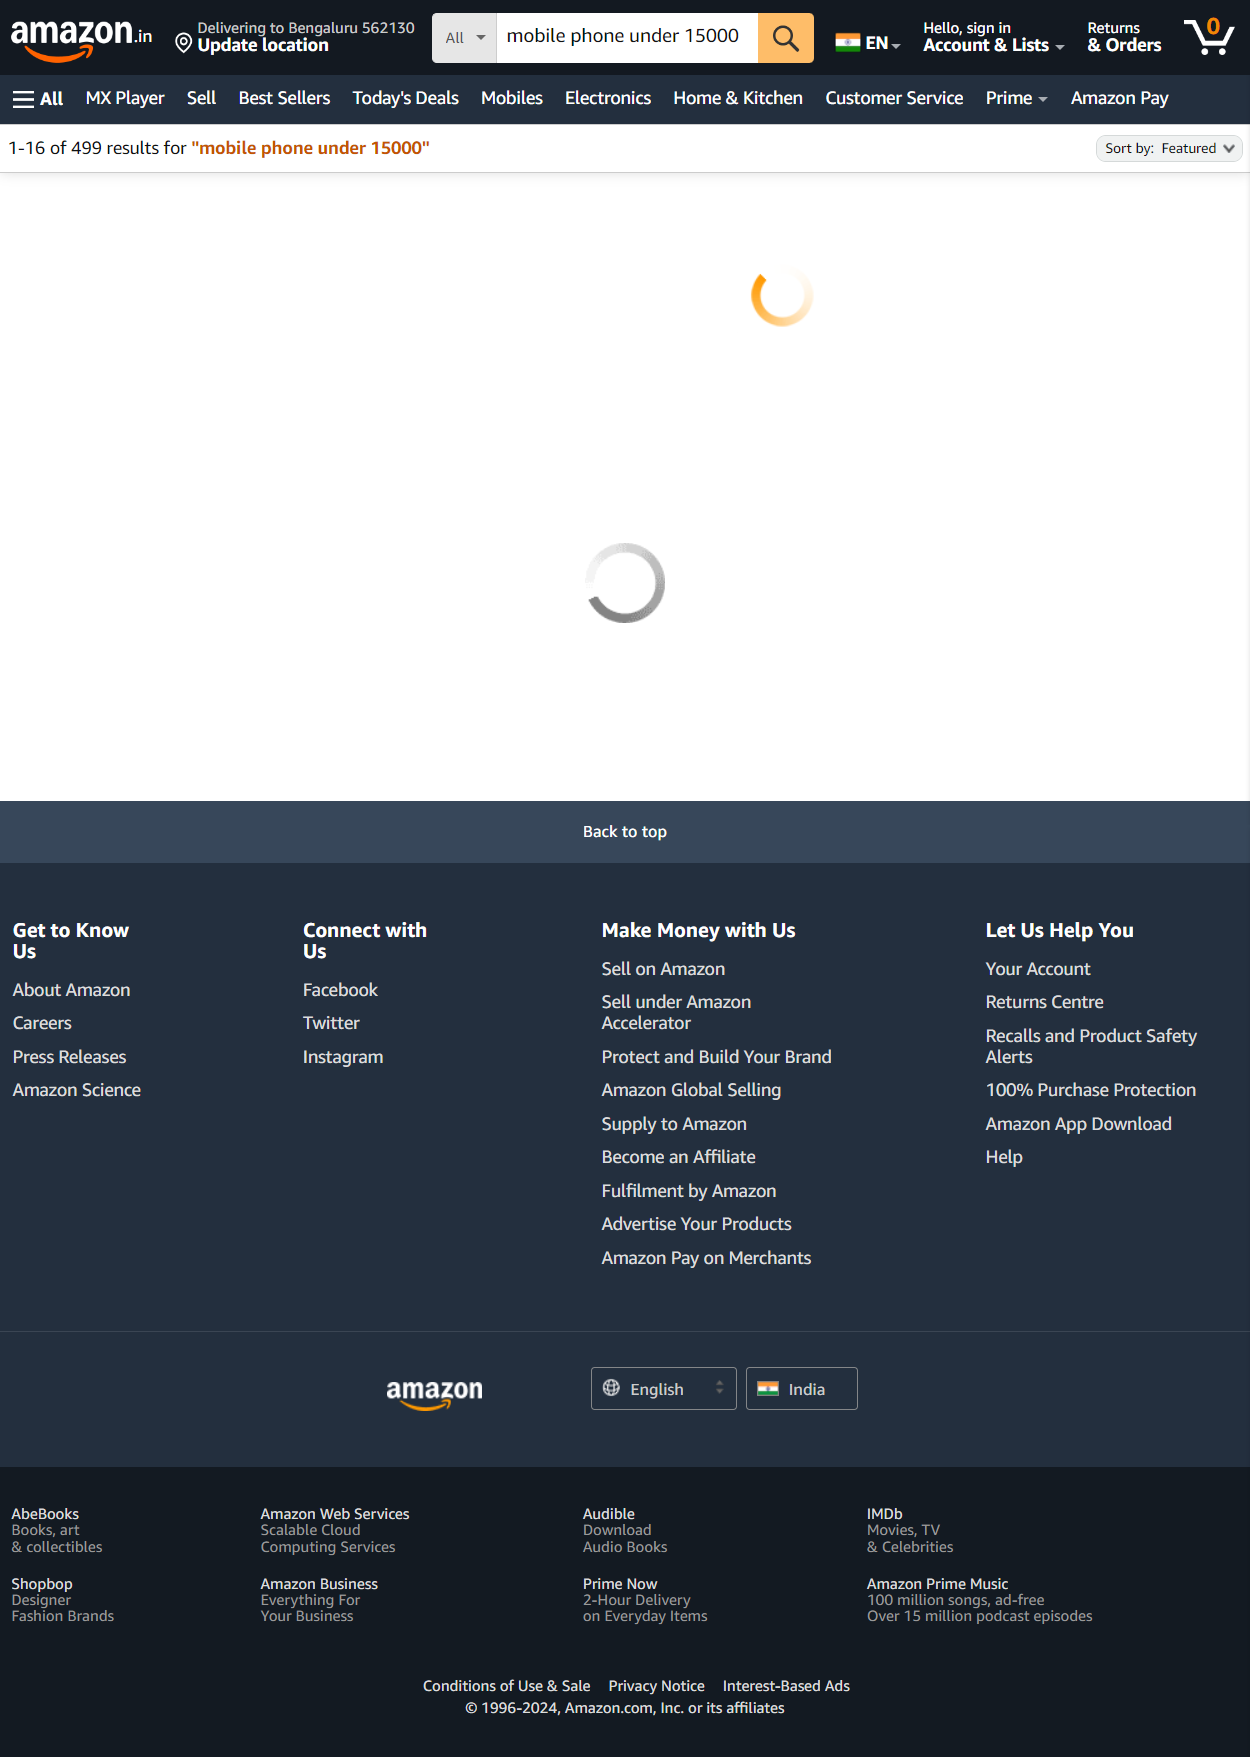 amazon.in
Delivering to Bengaluru 562130
Update location
All
mobile phone under 15000
EN
Hello, sign in
Account & Lists
Returns
& Orders
0
All
MX Player
Sell
Best Sellers
Today's Deals
Mobiles
Electronics
Home & Kitchen
Customer Service
Prime
Amazon Pay
1-16 of 499 results for "mobile phone under 15000"
Sort by: Featured
Back to top
Get to Know
Us
About Amazon
Careers
Press Releases
Amazon Science
Connect with
Us
Facebook
Twitter
Instagram
Make Money with Us
Sell on Amazon
Sell under Amazon
Accelerator
Protect and Build Your Brand
Amazon Global Selling
Supply to Amazon
Become an Affiliate
Fulfilment by Amazon
Advertise Your Products
Amazon Pay on Merchants
Let Us Help You
Your Account
Returns Centre
Recalls and Product Safety
Alerts
100% Purchase Protection
Amazon App Download
Help
amazon
English
India
AbeBooks
Books, art
& collectibles
Amazon Web Services
Scalable Cloud
Computing Services
Audible
Download
Audio Books
IMDb
Movies, TV
& Celebrities
Shopbop
Designer
Fashion Brands
Amazon Business
Everything For
Your Business
Prime Now
2-Hour Delivery
on Everyday Items
Amazon Prime Music
100 million songs, ad-free
Over 15 million podcast episodes
Conditions of Use & Sale
Privacy Notice
Interest-Based Ads
© 1996-2024, Amazon.com, Inc. or its affiliates